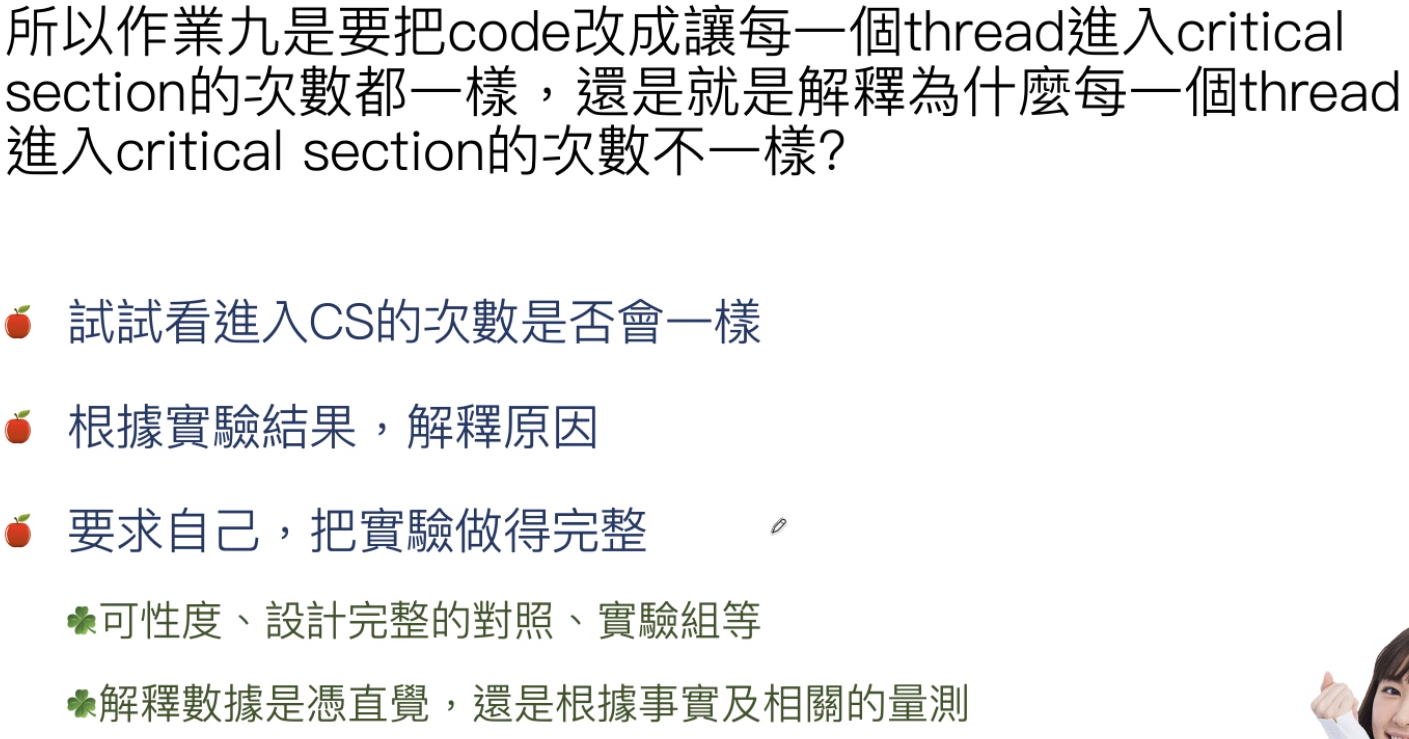 所以作業九是要把code改成讓每一個thread進入critical
section的次數都一樣，還是就是解釋為什麼每一個thread
進入critical section的次數不一樣?
試試看進入CS的次數是否會一樣
根據實驗結果，解釋原因
要求自己，把實驗做得完整
可性度、設計完整的對照、實驗組等
解釋數據是憑直覺，還是根據事實及相關的量測